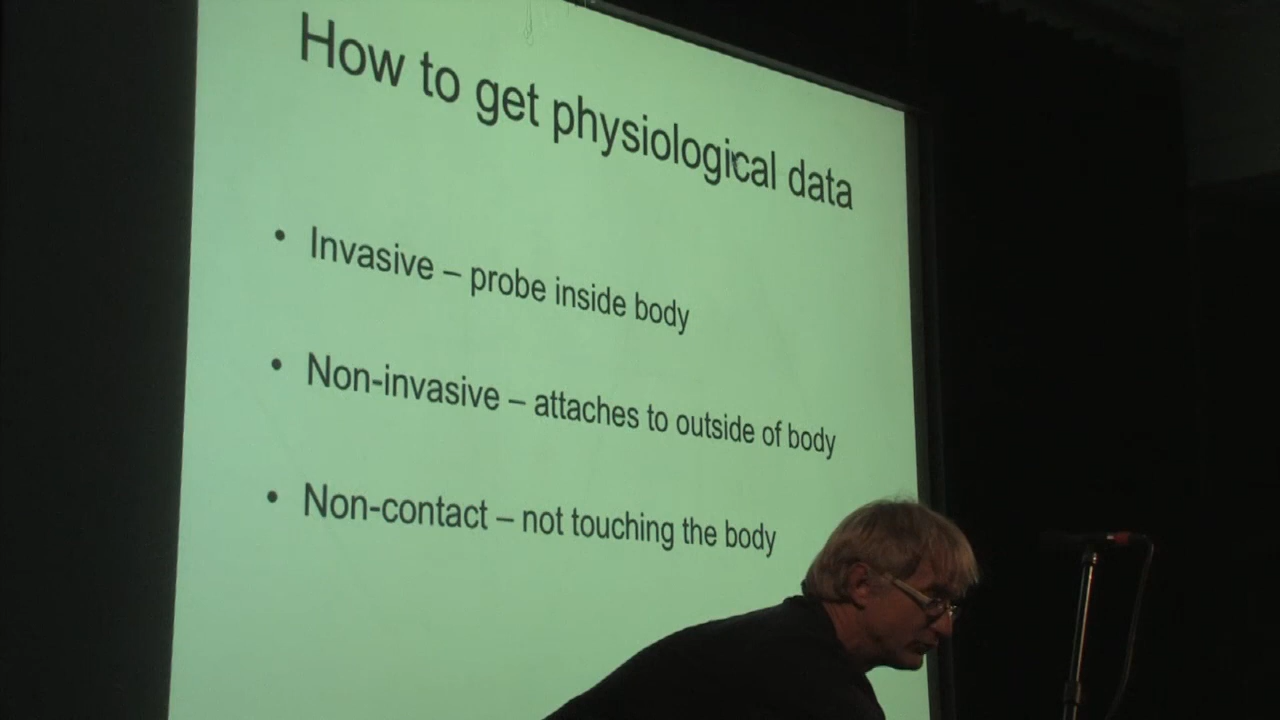 How to get physiological data
• Invasive – probe inside body
• Non-invasive – attaches to outside of body
• Non-contact – not touching the body